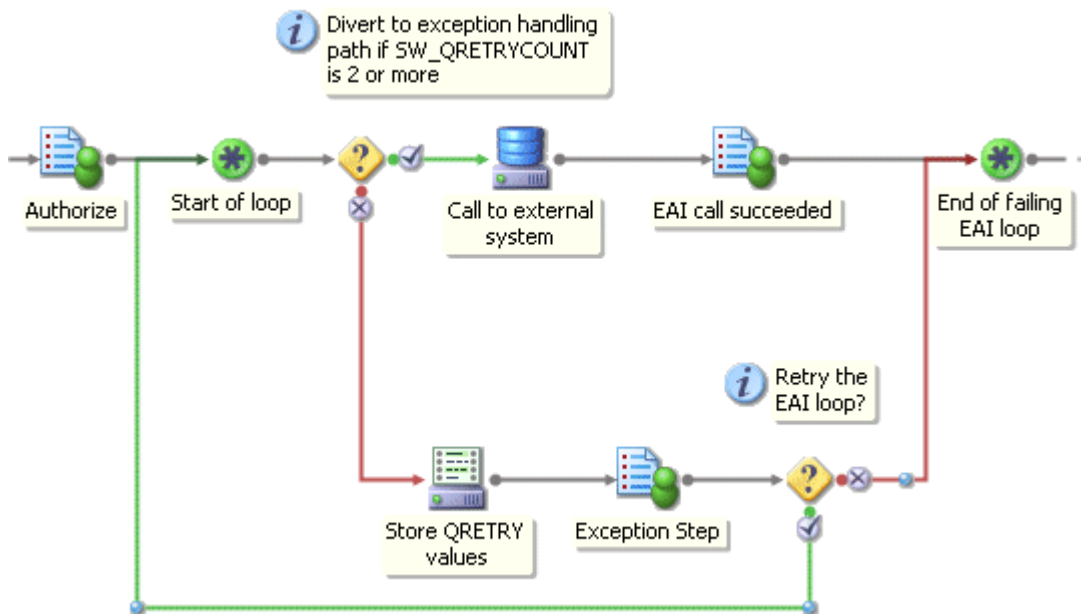 Divert to exception handling
path if SW_QRETRYCOUNT
is 2 or more
Authorize
Start of loop
Call to external
system
EAI call succeeded
End of failing
EAI loop
Retry the
EAI loop?
Store QRETRY
values
Exception Step